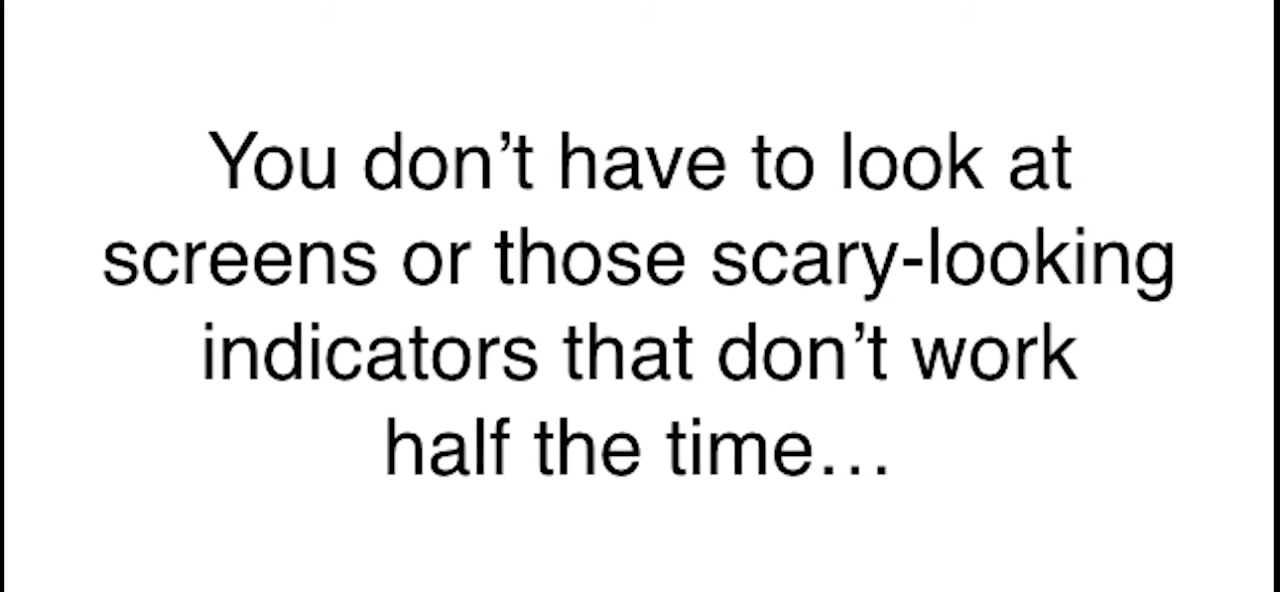 You don’t have to look at
screens or those scary-looking
indicators that don’t work
half the time…